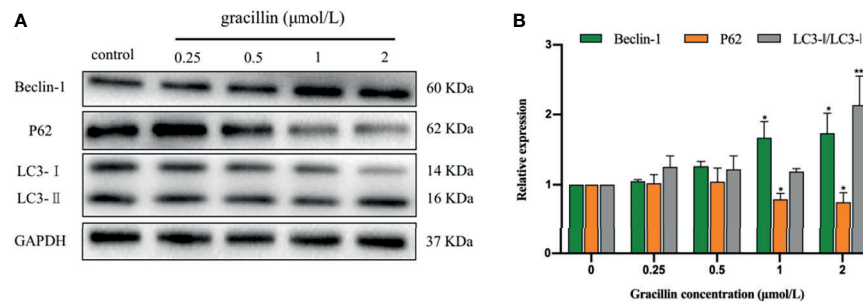 A
gracillin (μmol/L)
control 0.25 0.5 1 2
Beclin-1 60 KDa
P62 62 KDa
LC3-Ⅰ 14 KDa
LC3-Ⅱ 16 KDa
GAPDH 37 KDa
B
Beclin-1 P62 LC3-I/LC3-I
3
2
1
0
Relative expression
* * * * **
0 0.25 0.5 1 2
Gracillin concentration (μmol/L)